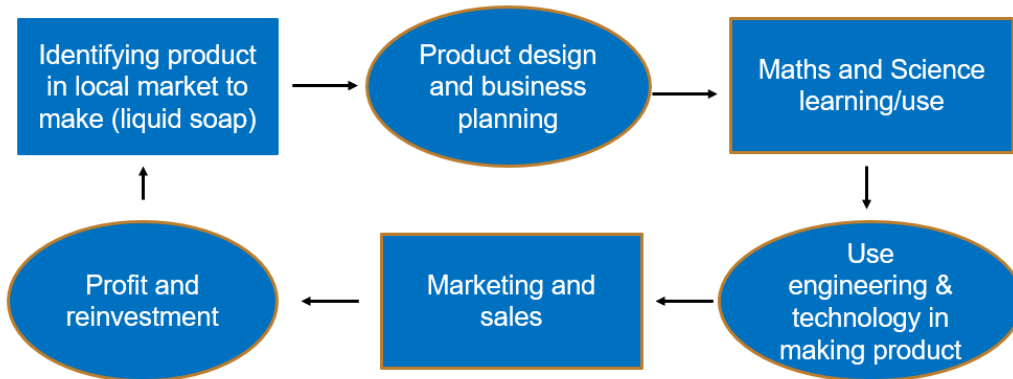 Identifying product
in local market to
make (liquid soap)
Product design
and business
planning
Maths and Science
learning/use
Use
engineering &
technology in
making product
Marketing and
sales
Profit and
reinvestment